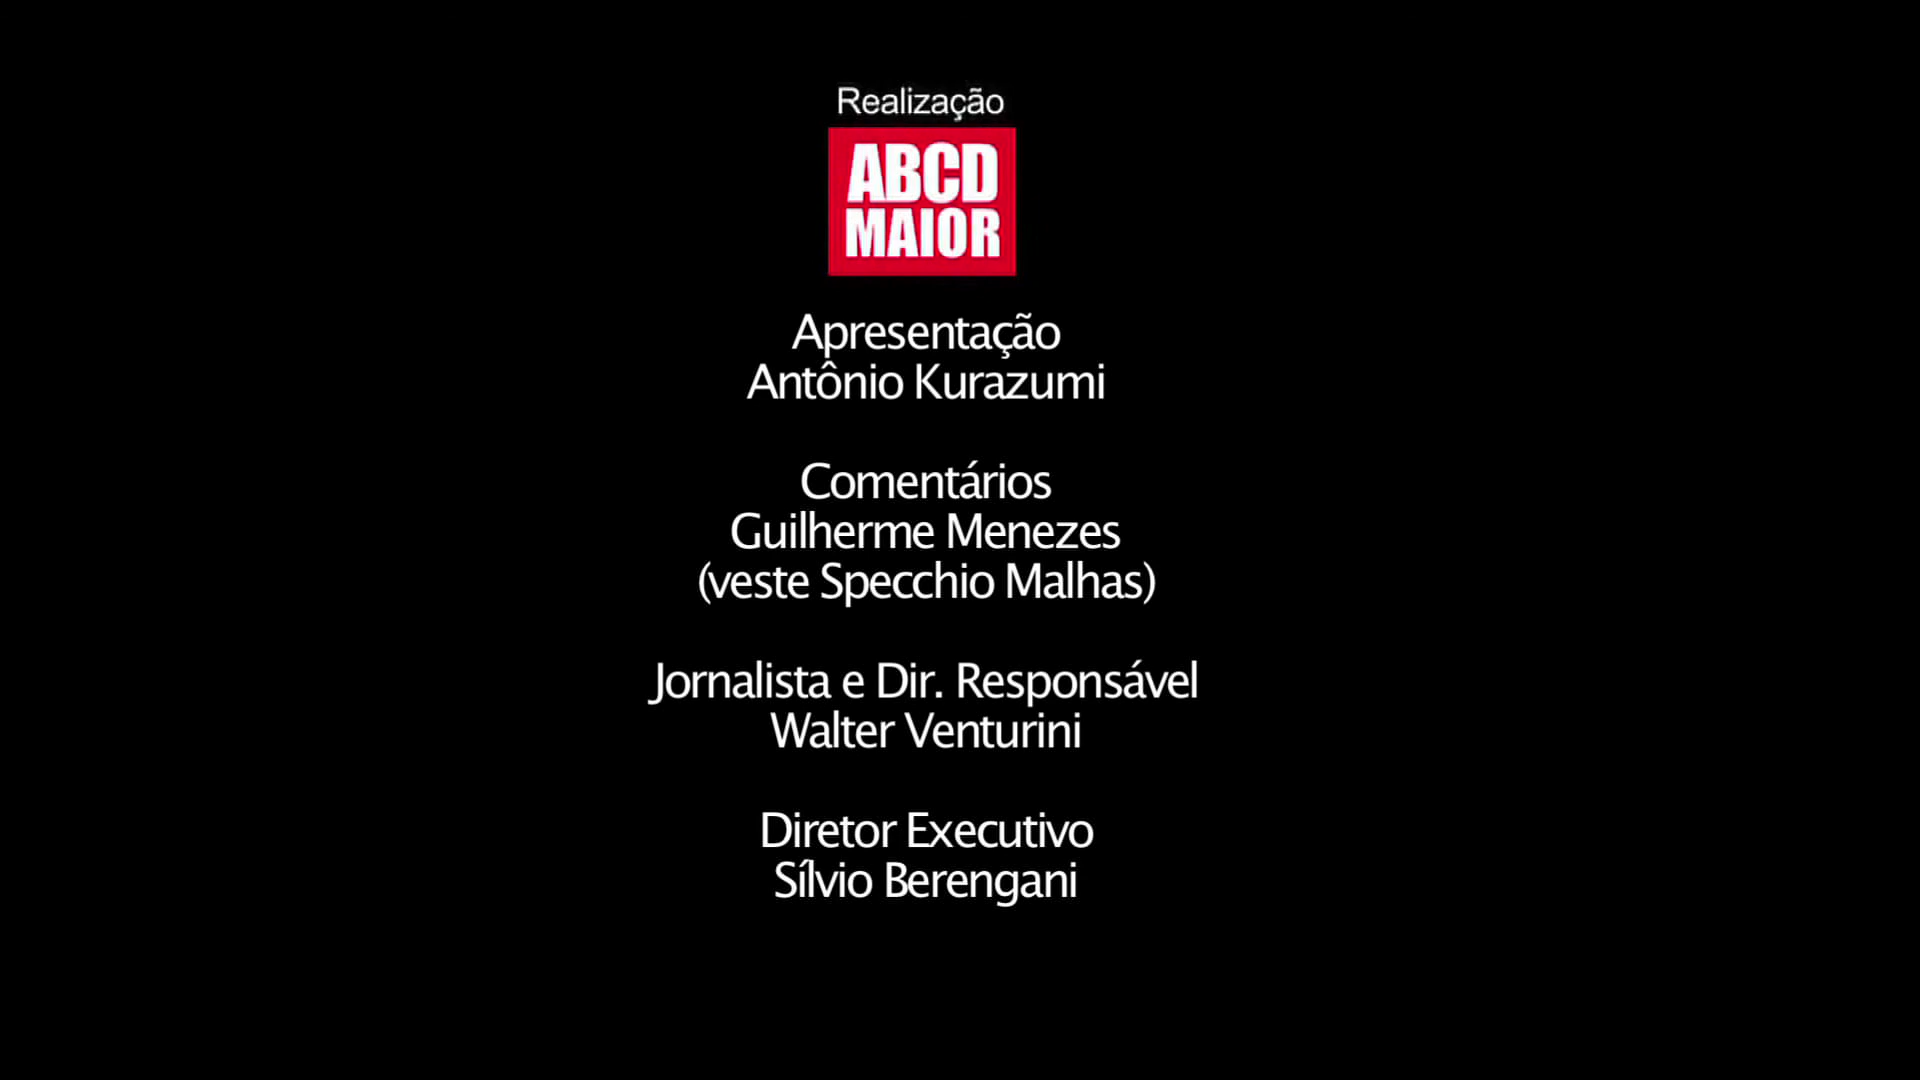 Realização
ABCD
MAIOR
Apresentação
Antônio Kurazumi
Comentários
Guilherme Menezes
(veste Specchio Malhas)
Jornalista e Dir. Responsável
Walter Venturini
Diretor Executivo
Sílvio Berengani